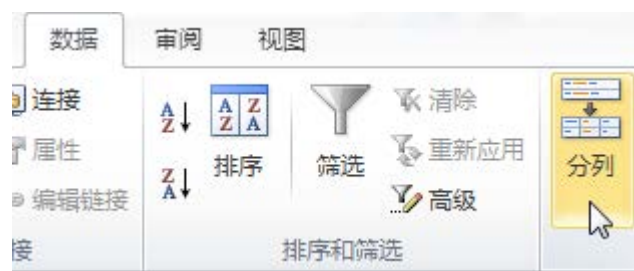 数据 审阅 视图
连接
属性
编辑链接
接
A Z
Z A
A Z
Z A
排序
筛选
清除
重新应用
高级
排序和筛选
分列